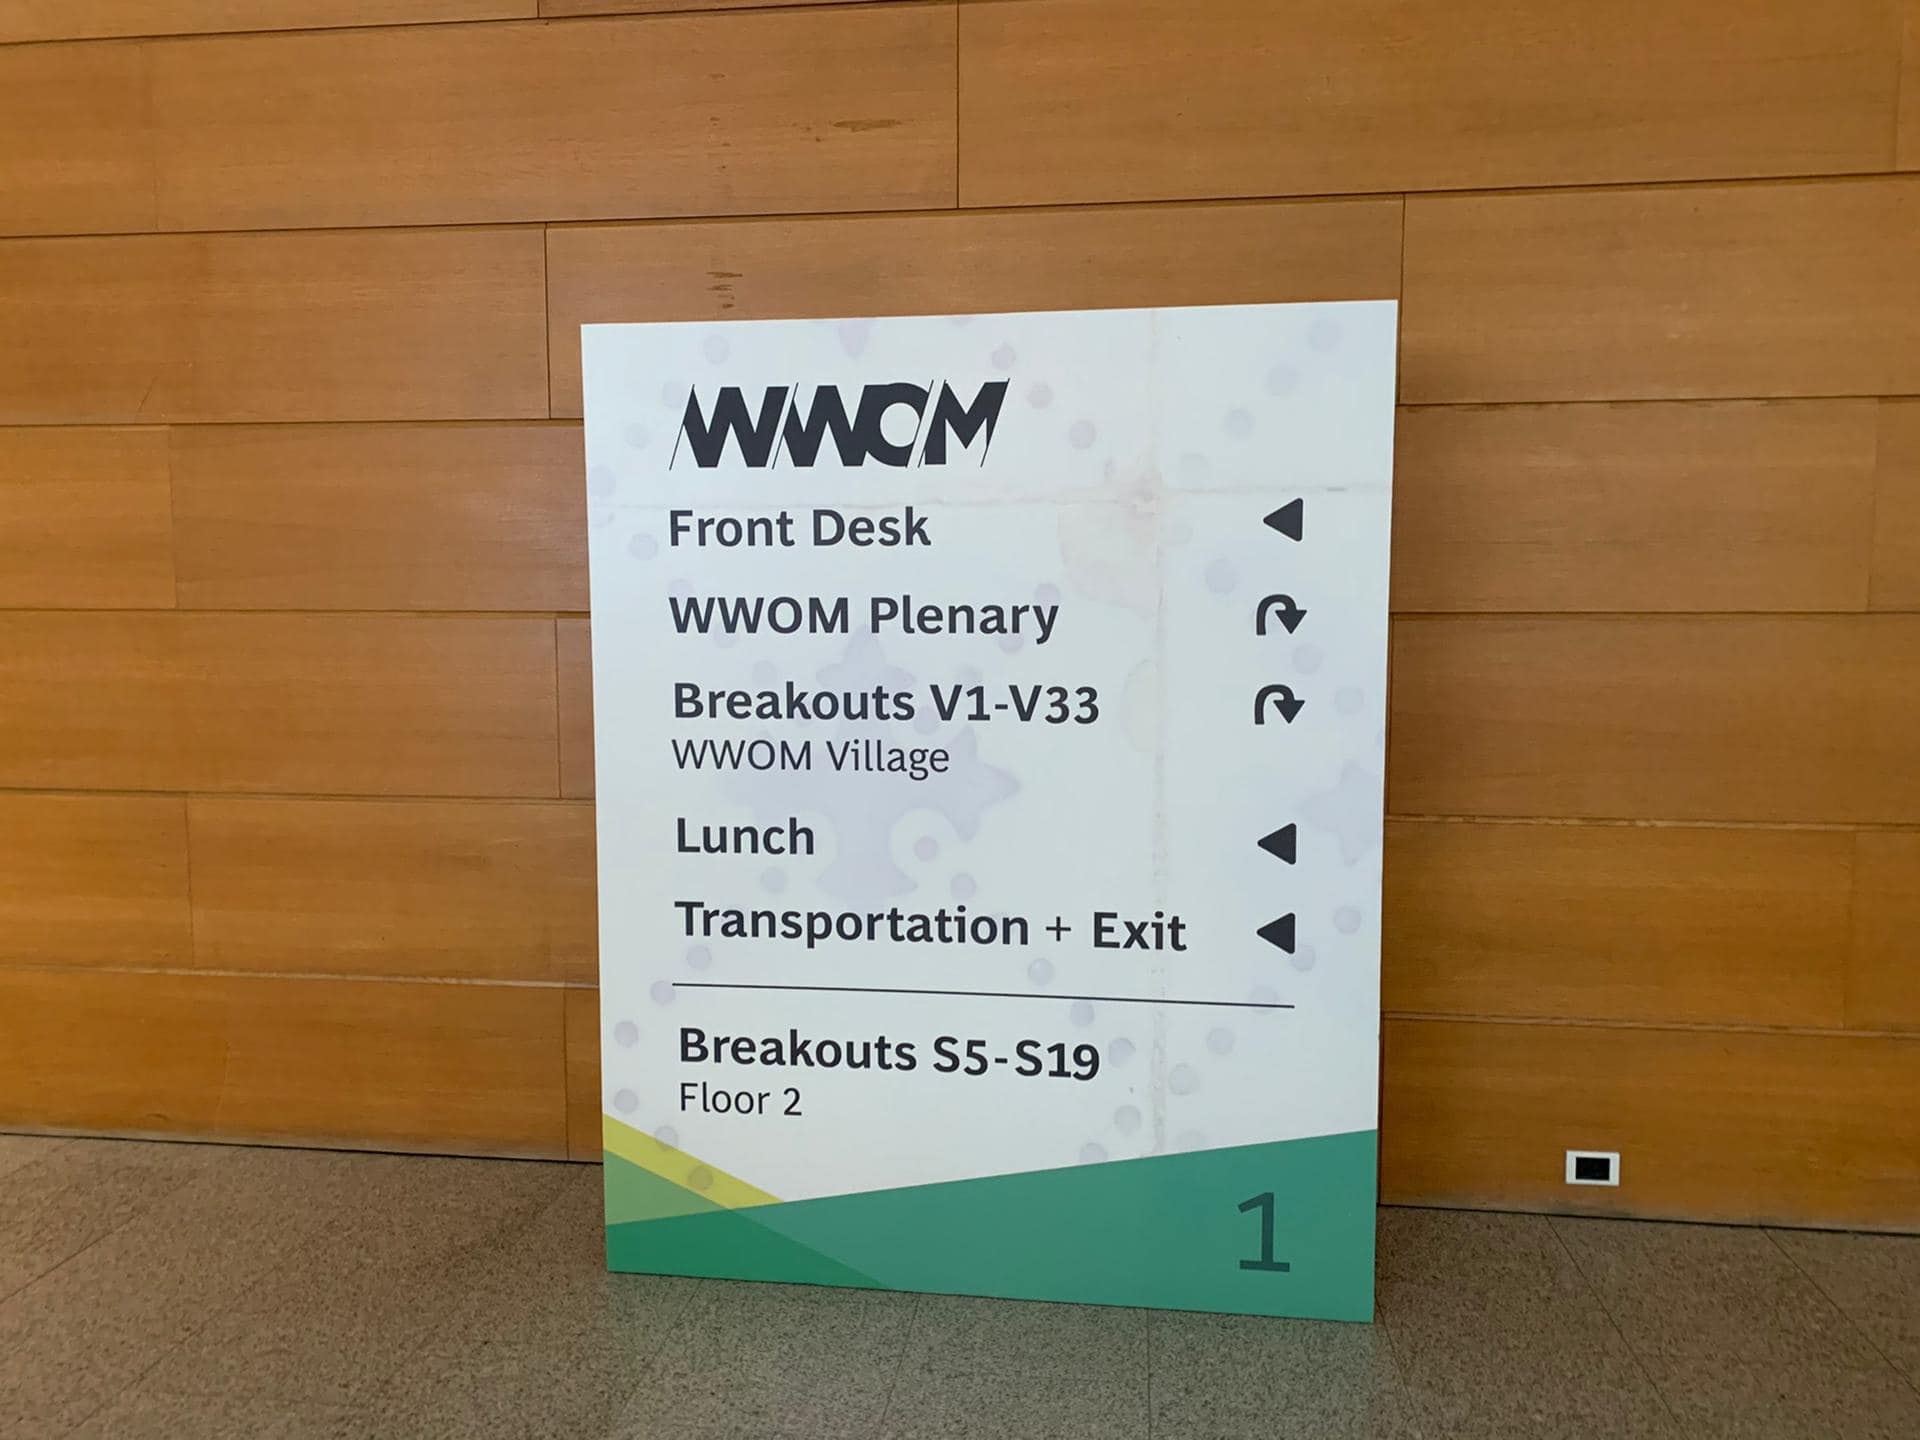 WWOM
Front Desk
WWOM Plenary
Breakouts V1-V33
WWOM Village
Lunch
Transportation + Exit
Breakouts S5-S19
Floor 2
1